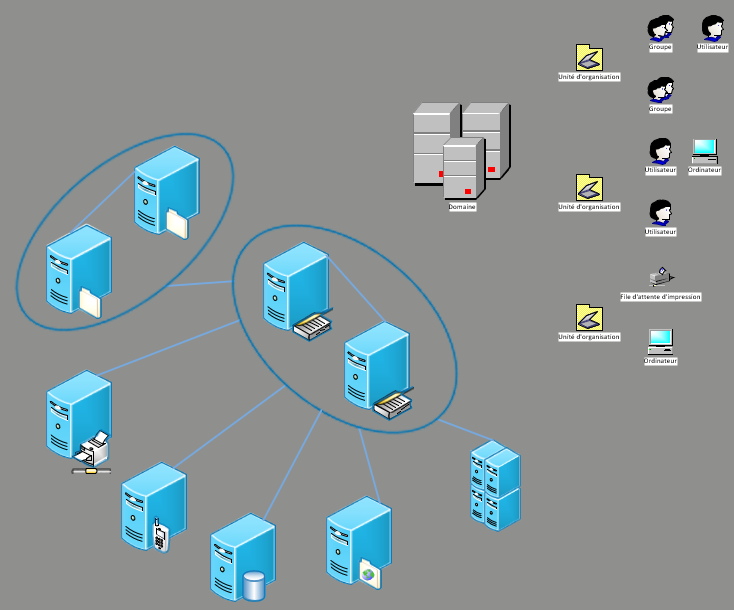 Groupe
Utilisateur
Unité d'organisation
Groupe
Utilisateur
Ordinateur
Domaine
Unité d'organisation
Utilisateur
File d'attente d'impression
Unité d'organisation
Ordinateur